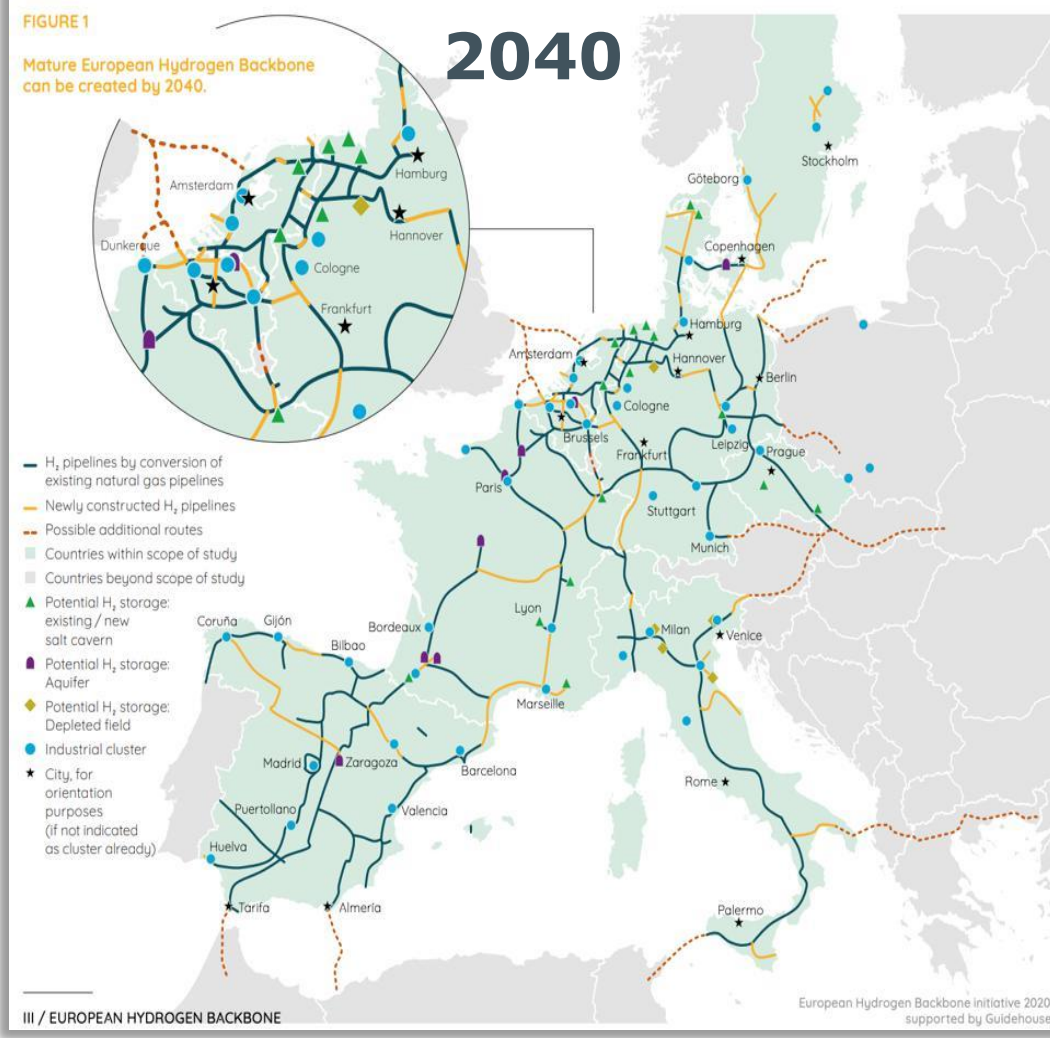 FIGURE 1
2040
Mature European Hydrogen Backbone
can be created by 2040.
Amsterdam
Hamburg
Hannover
Dunkerque
Cologne
Frankfurt
Stockholm
Göteborg
Copenhagen
Hamburg
Amsterdam
Hannover
Berlin
Cologne
Brussels
Leipzig
Frankfurt
Prague
Paris
Stuttgart
Munich
H₂ pipelines by conversion of
existing natural gas pipelines
Newly constructed H₂ pipelines
Possible additional routes
Countries within scope of study
Countries beyond scope of study
Potential H₂ storage:
existing / new
salt cavern
Potential H₂ storage:
Aquifer
Potential H₂ storage:
Depleted field
Industrial cluster
City, for
orientation
purposes
(if not indicated
as cluster already)
Lyon
Coruña
Gijón
Bordeaux
Milan
Venice
Bilbao
Marseille
Madrid
Zaragoza
Barcelona
Rome
Puertollano
Valencia
Huelva
Tarifa
Almería
Palermo
European Hydrogen Backbone initiative 2020
supported by Guidehouse
III / EUROPEAN HYDROGEN BACKBONE